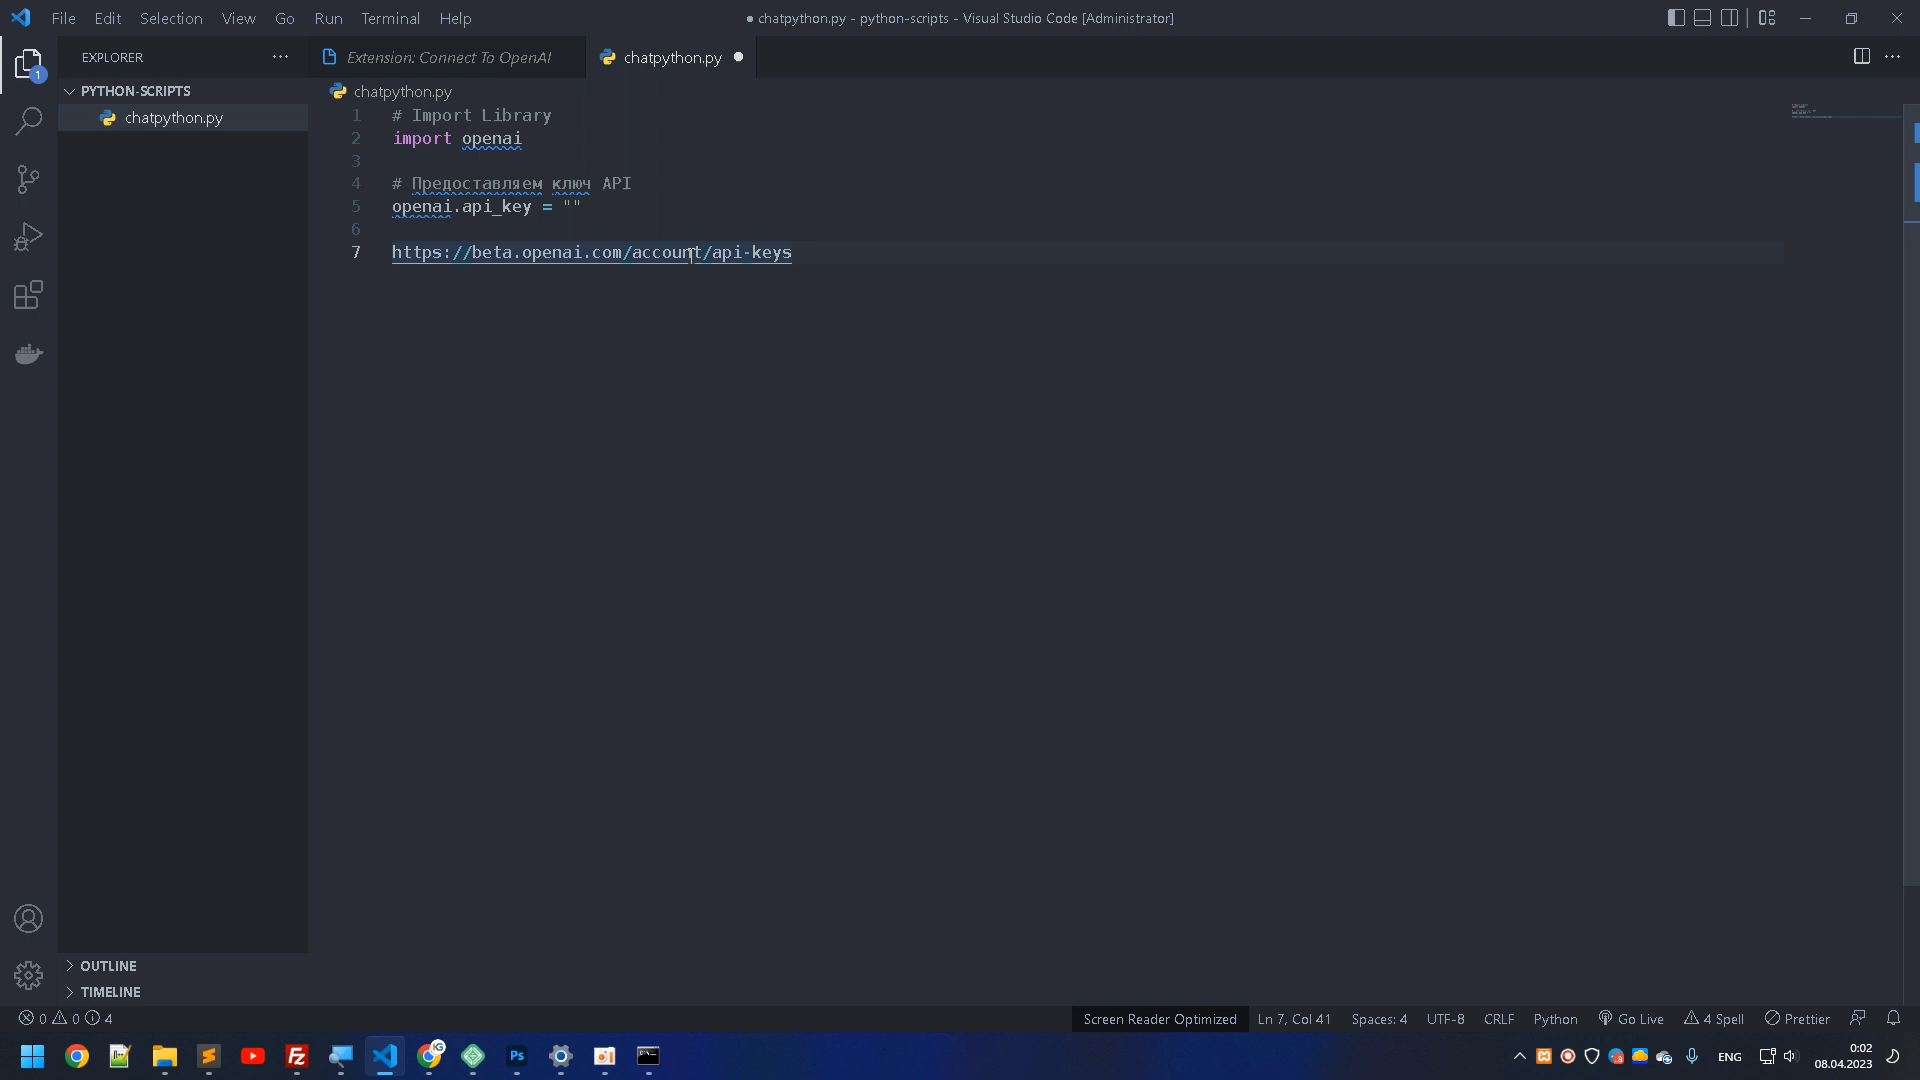 File Edit Selection View Go Run Terminal Help
● chatpython.py - python-scripts - Visual Studio Code [Administrator]
EXPLORER ···
Extension: Connect To OpenAI
chatpython.py
1
PYTHON-SCRIPTS
chatpython.py
chatpython.py
1 # Import Library
2 import openai
3
4 # Предоставляем ключ API
5 openai.api_key = ""
6
7 https://beta.openai.com/account/api-keys
OUTLINE
TIMELINE
0 0 4
Screen Reader Optimized Ln 7, Col 41 Spaces: 4 UTF-8 CRLF Python Go Live 4 Spell Prettier
Fz
Ps
KG
ENG
0:02
08.04.2023